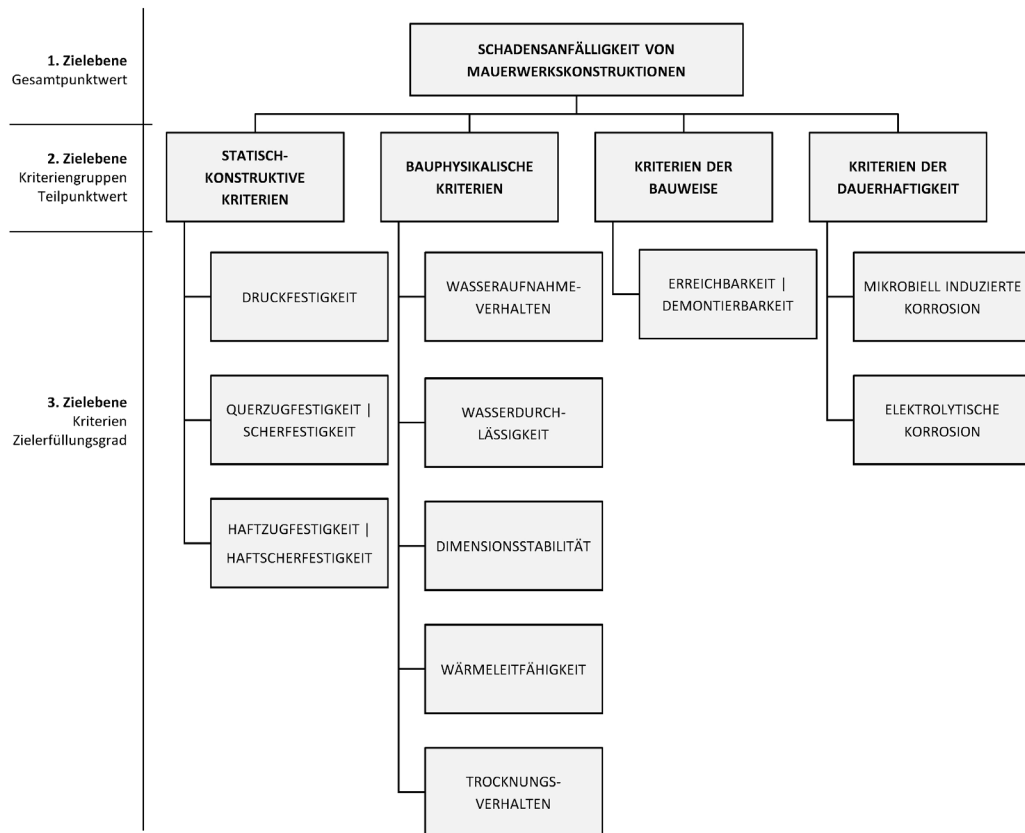 1. Zielebene
Gesamtpunktwert
SCHADENSANFÄLLIGKEIT VON
MAUERWERKSKONSTRUKTIONEN
2. Zielebene
Kriteriengruppen
Teilpunktwert
STATISCH-
KONSTRUKTIVE
KRITERIEN
BAUPHYSIKALISCHE
KRITERIEN
KRITERIEN DER
BAUWEISE
KRITERIEN DER
DAUERHAFTIGKEIT
3. Zielebene
Kriterien
Zielerfüllungsgrad
DRUCKFESTIGKEIT
QUERZUGFESTIGKEIT |
SCHERFESTIGKEIT
HAFTZUGFESTIGKEIT |
HAFTSCHERFESTIGKEIT
WASSERAUFNAHME-
VERHALTEN
WASSERDURCH-
LÄSSIGKEIT
DIMENSIONSSTABILITÄT
WÄRMELEITFÄHIGKEIT
TROCKNUNGS-
VERHALTEN
ERREICHBARKEIT |
DEMONTIERBARKEIT
MIKROBIELL INDUZIERTE
KORROSION
ELEKTROLYTISCHE
KORROSION